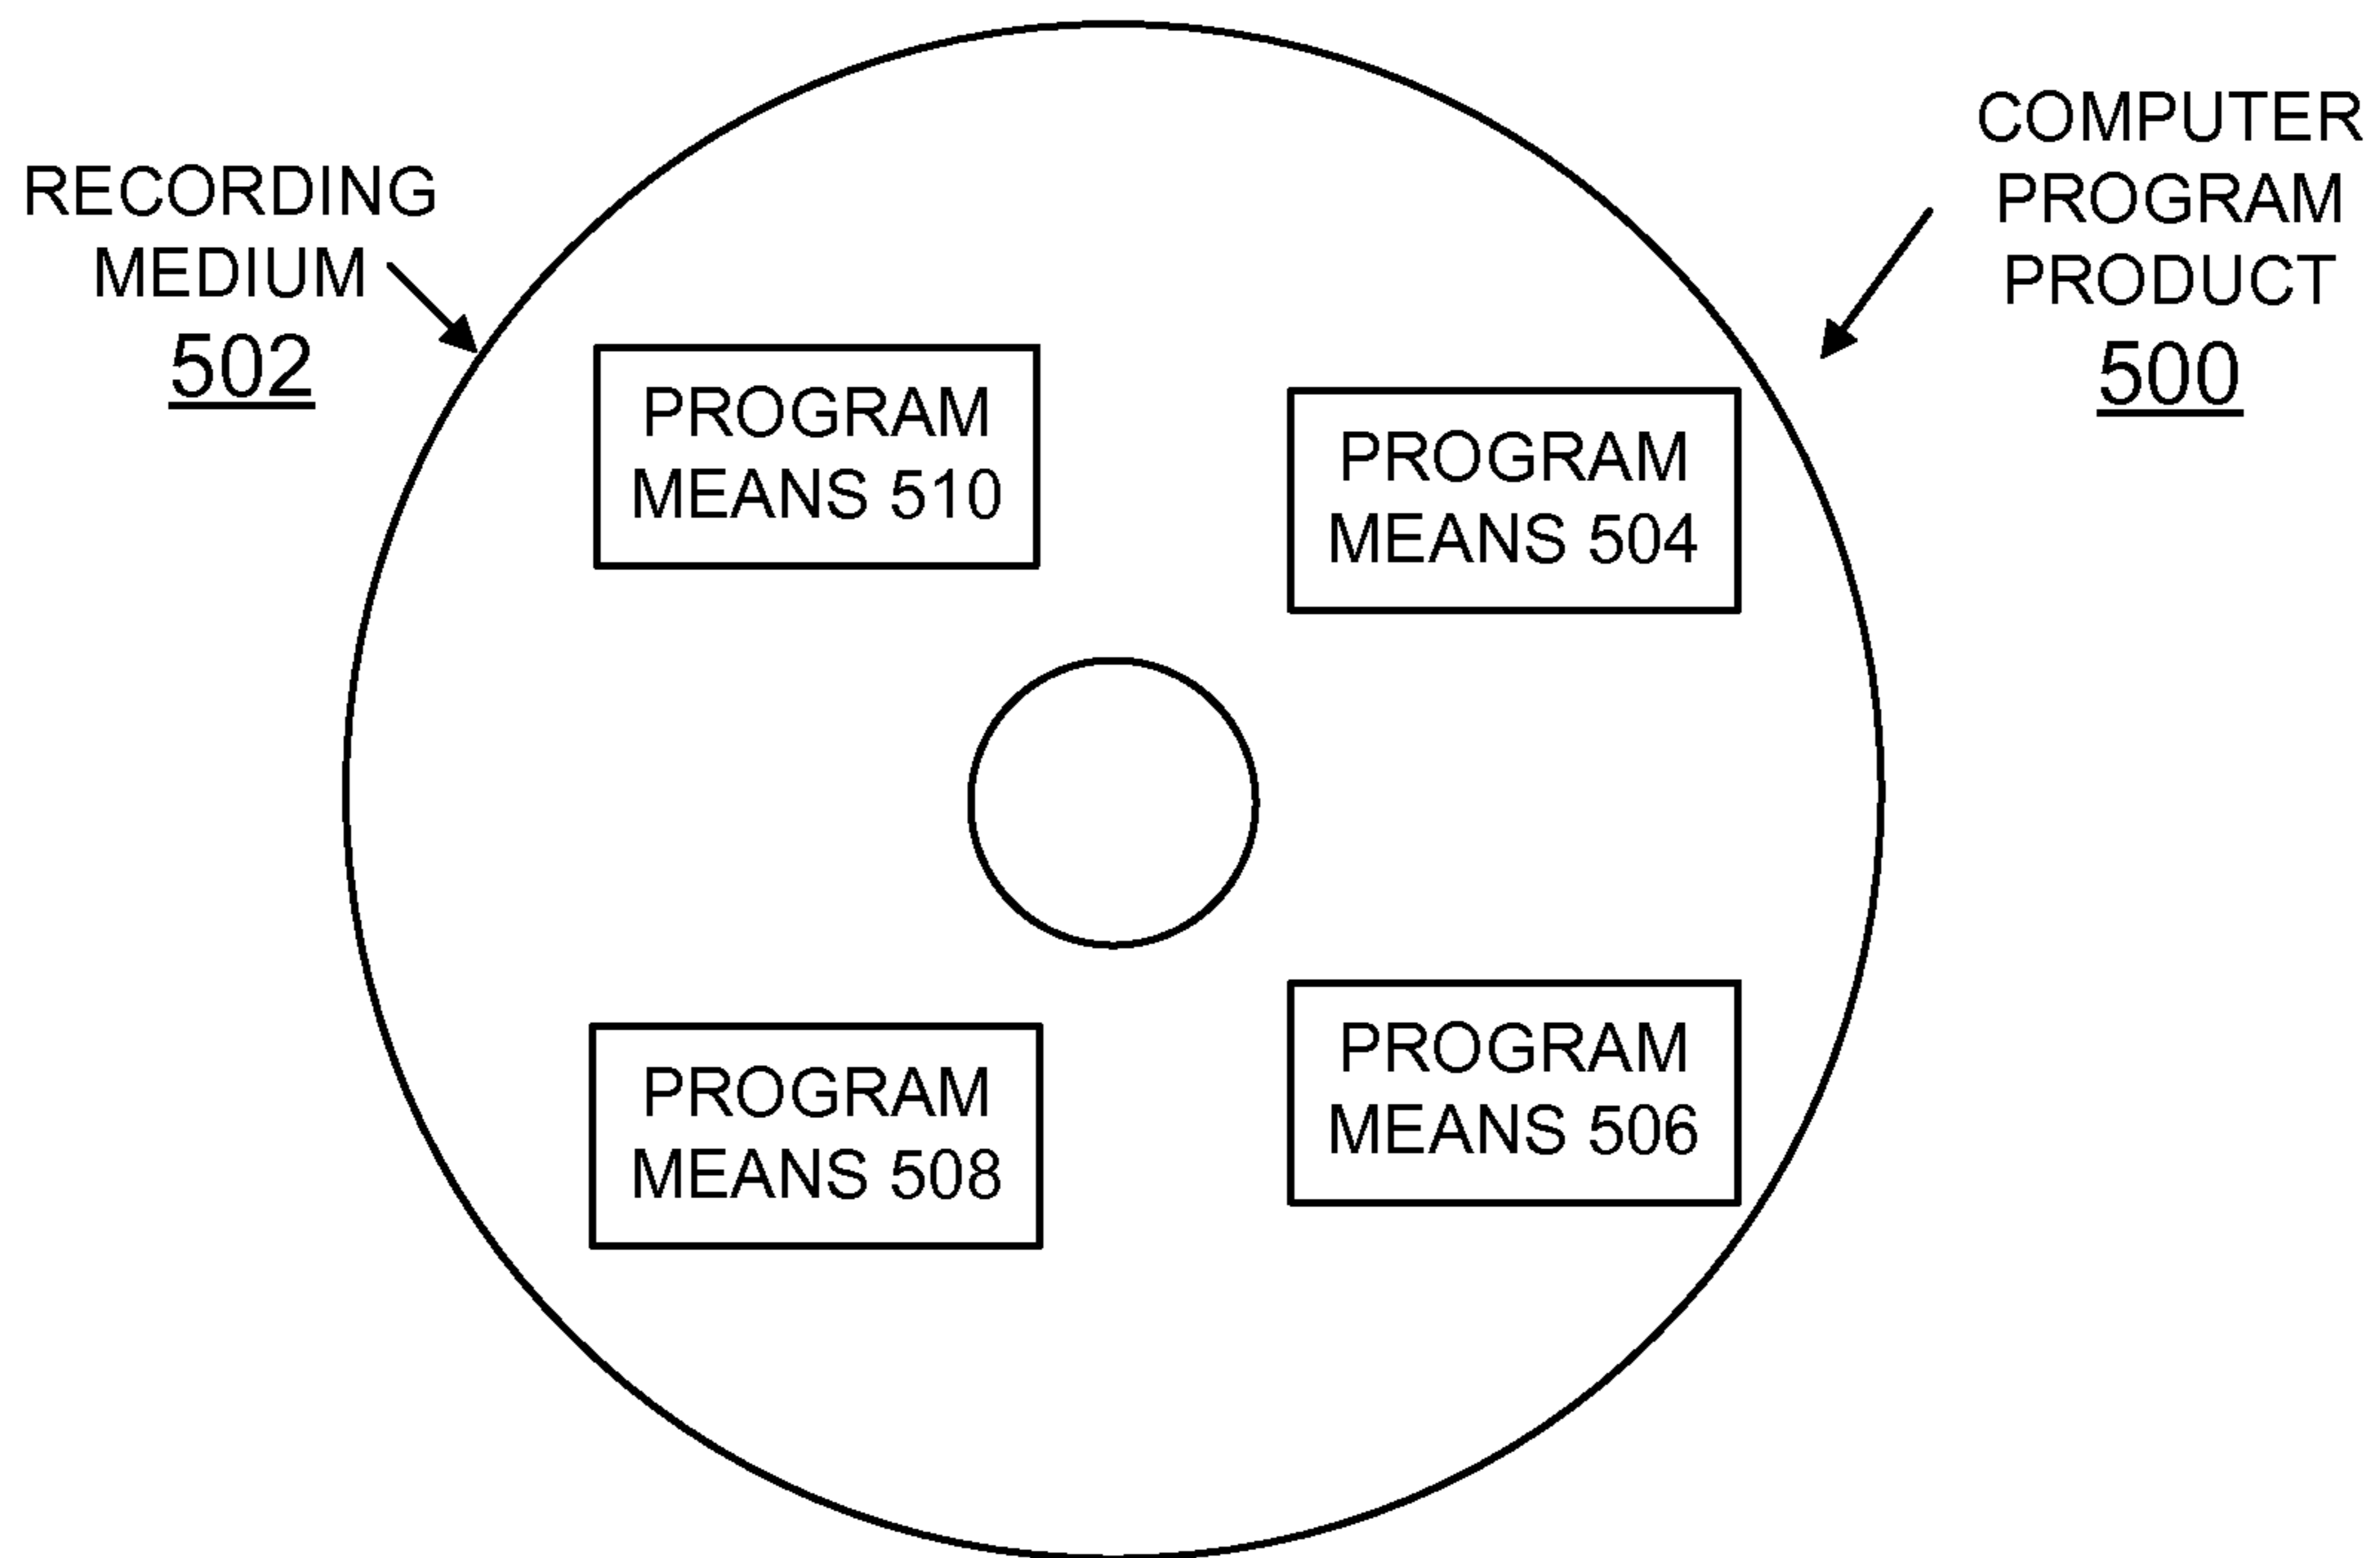 RECORDING
MEDIUM
502
COMPUTER
PROGRAM
PRODUCT
500
PROGRAM
MEANS 510
PROGRAM
MEANS 504
PROGRAM
MEANS 508
PROGRAM
MEANS 506